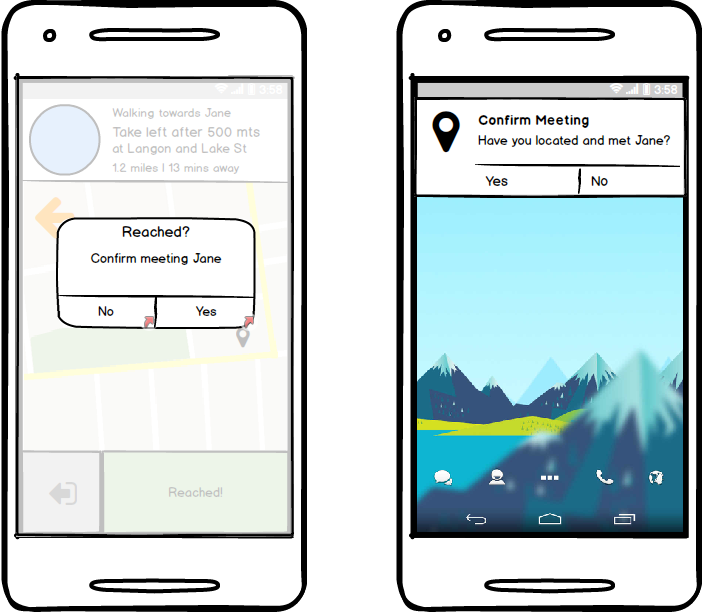 3:58
Walking towards Jane
Take left after 500 mts
at Langon and Lake St
1.2 miles | 13 mins away
Reached?
Confirm meeting Jane
No
Yes
Reached!
3:58
Confirm Meeting
Have you located and met Jane?
Yes
No